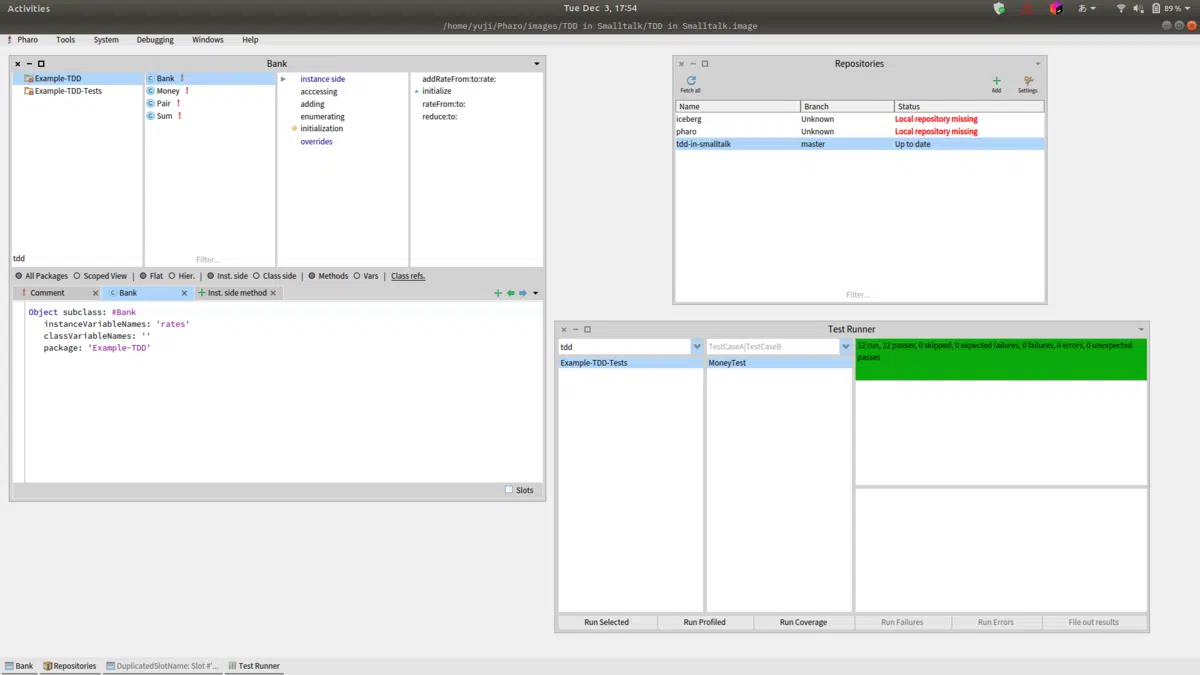 Activities
Tue Dec 3, 17:54
あ
89 %
/home/yuji/Pharo/images/TDD in Smalltalk/TDD in Smalltalk.image
Pharo Tools System Debugging Windows Help
Bank
Example-TDD
Example-TDD-Tests
tdd
Bank !
Money !
Pair !
Sum !
Filter...
instance side
acccessing
adding
enumerating
initialization
overrides
addRateFrom:to:rate:
initialize
rateFrom:to:
reduce:to:
All Packages Scoped View | Flat Hier. | Inst. side Class side | Methods Vars | Class refs.
! Comment C Bank Inst. side method
Object subclass: #Bank
instanceVariableNames: 'rates'
classVariableNames: ''
package: 'Example-TDD'
Slots
Repositories
Fetch all
Add
Settings
Name Branch Status
iceberg Unknown Local repository missing
pharo Unknown Local repository missing
tdd-in-smalltalk master Up to date
Filter...
Test Runner
tdd
TestCaseA|TestCaseB
Example-TDD-Tests
MoneyTest
12 run, 12 passes, 0 skipped, 0 expected failures, 0 failures, 0 errors, 0 unexpected
passes
Run Selected Run Profiled Run Coverage Run Failures Run Errors File out results
Bank Repositories DuplicatedSlotName: Slot #'... Test Runner